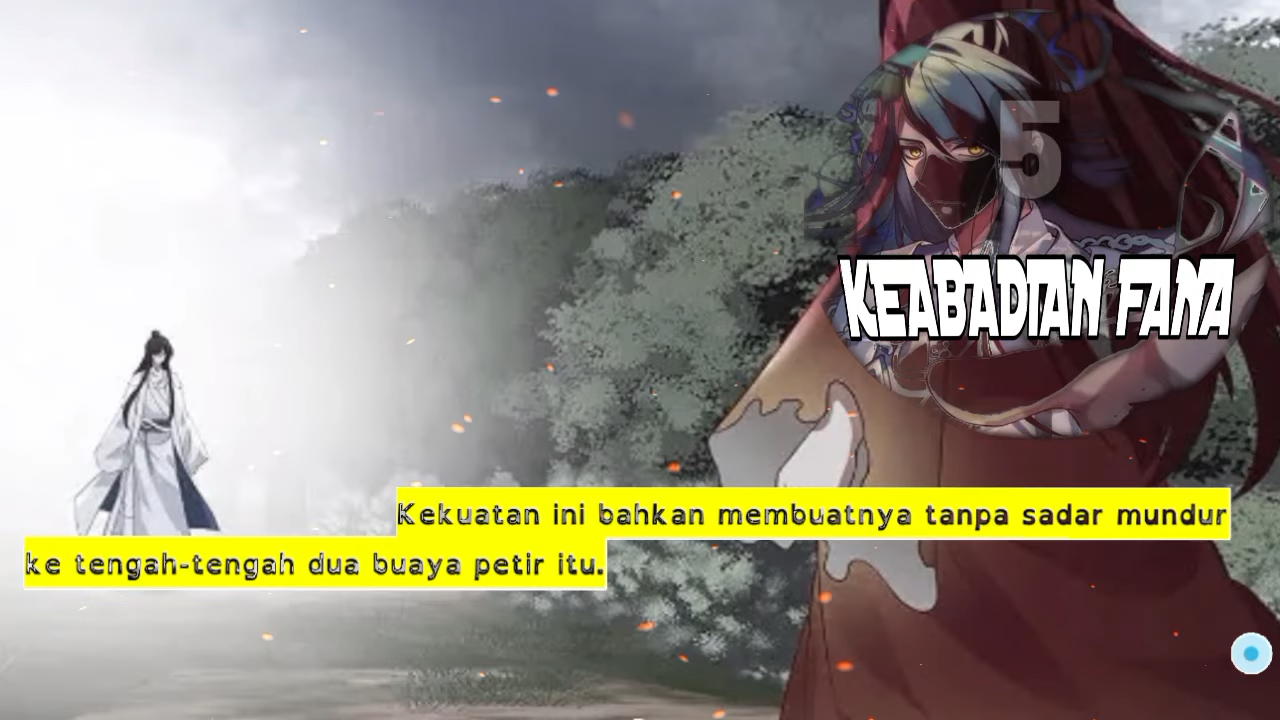 5
KEABADIAN FANA
Kekuatan ini bahkan membuatnya tanpa sadar mundur
ke tengah-tengah dua buaya petir itu.